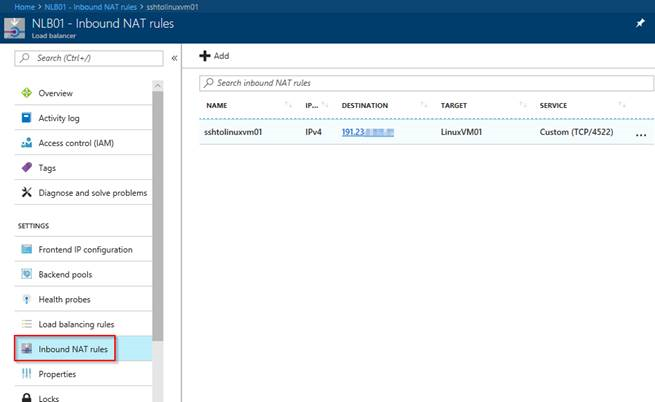 Home > NLB01 - Inbound NAT rules > sshtolinuxvm01
NLB01 - Inbound NAT rules
Load balancer
Search (Ctrl+/)
«
Overview
Activity log
Access control (IAM)
Tags
Diagnose and solve problems
SETTINGS
Frontend IP configuration
Backend pools
Health probes
Load balancing rules
Inbound NAT rules
Properties
Locks
+ Add
Search inbound NAT rules
NAME IP... DESTINATION TARGET SERVICE
sshtolinuxvm01 IPv4 191.23 LinuxVM01 Custom (TCP/4522) ...